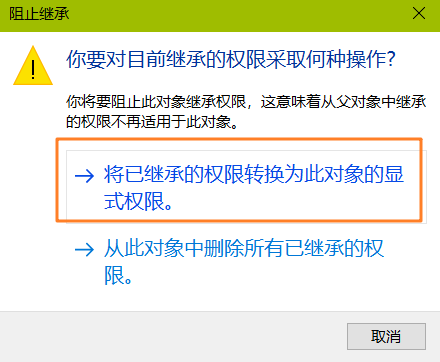 阻止继承
你要对目前继承的权限采取何种操作?
你将要阻止此对象继承权限，这意味着从父对象中继承
的权限不再适用于此对象。
将已继承的权限转换为此对象的显
式权限。
从此对象中删除所有已继承的权
限。
取消